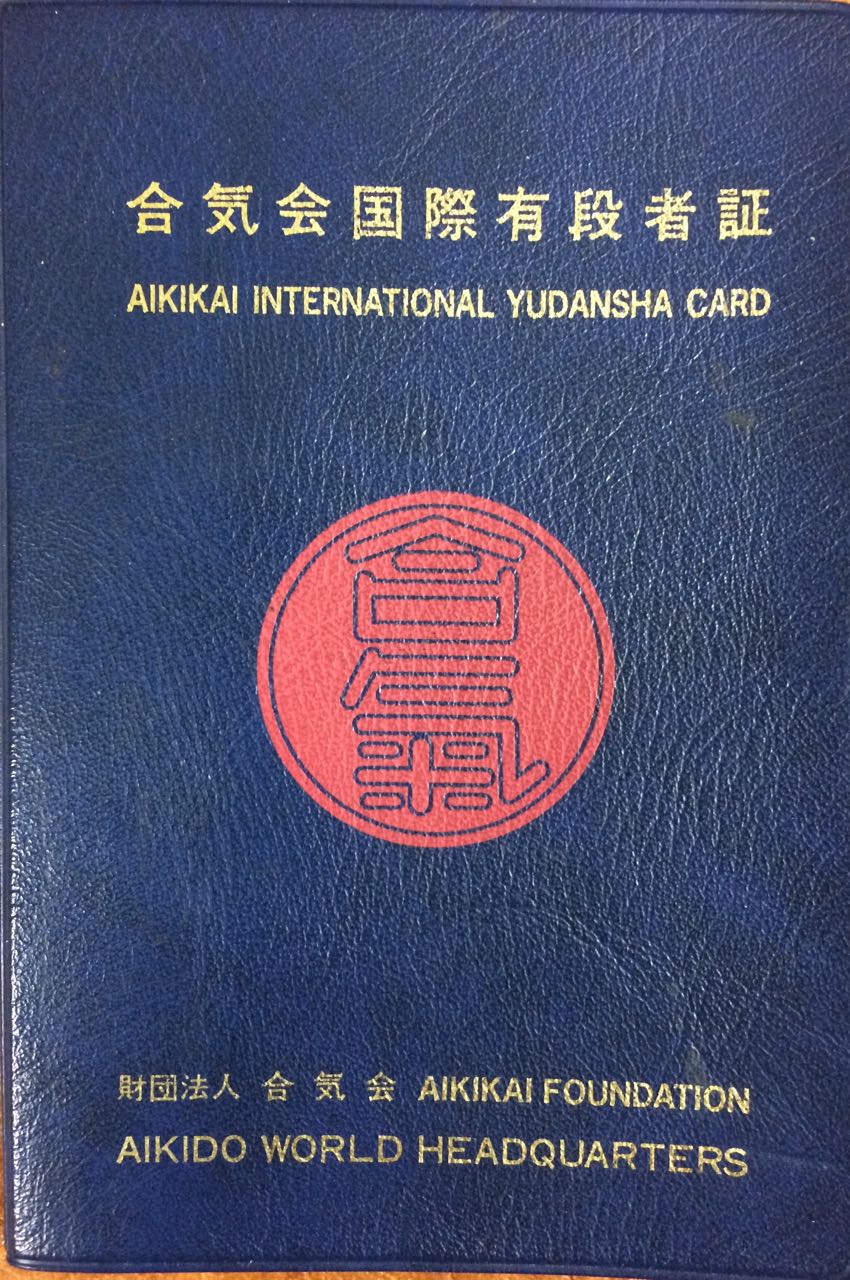 合気会国際有段者証
AIKIKAI INTERNATIONAL YUDANSHA CARD
合氣
財団法人 合気会 AIKIKAI FOUNDATION
AIKIDO WORLD HEADQUARTERS